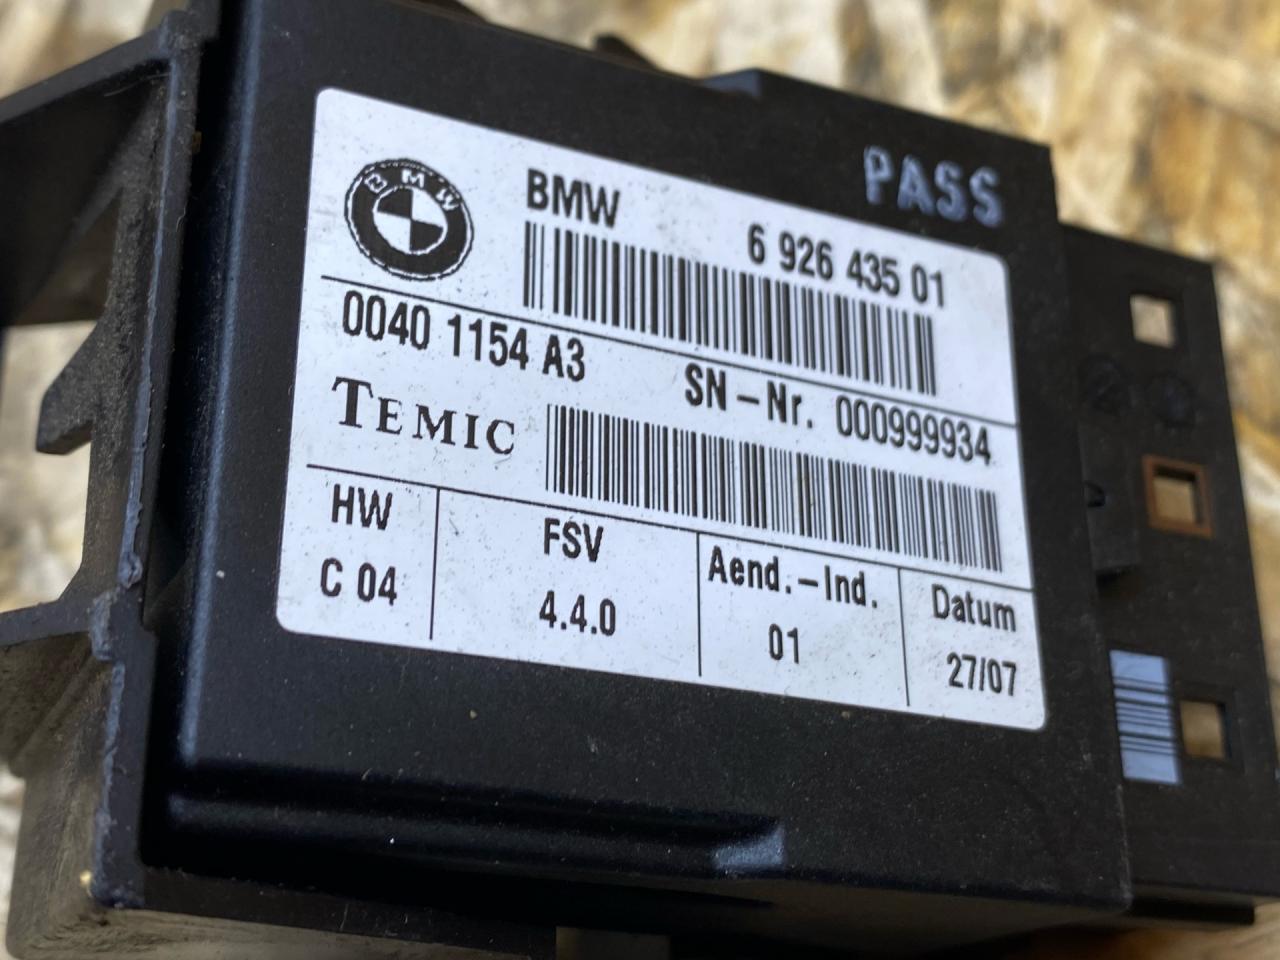 PASS
BMW
BMW 6 926 435 01
0040 1154 A3 SN-Nr. 000999934
TEMIC
HW FSV Aend.-Ind. Datum
C 04 4.4.0 01 27/07